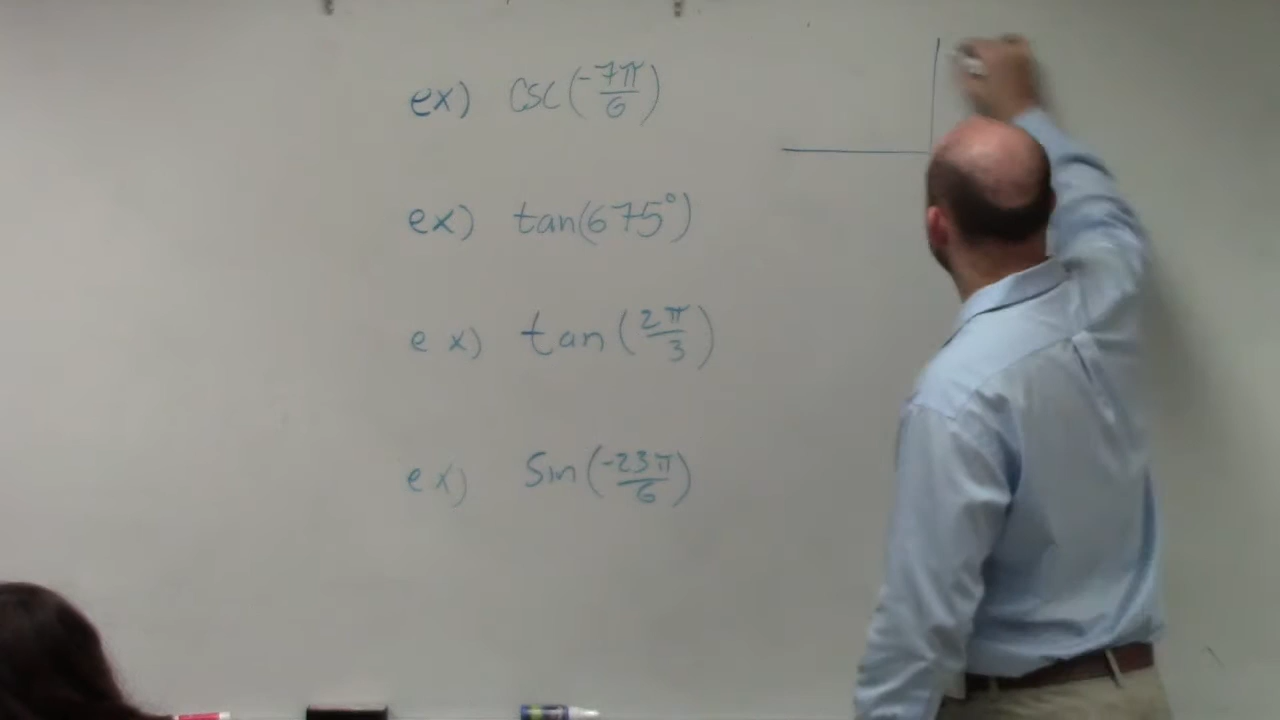 ex) csc(-7π/6)
ex) tan(675°)
ex) tan(2π/3)
ex) sin(-23π/6)